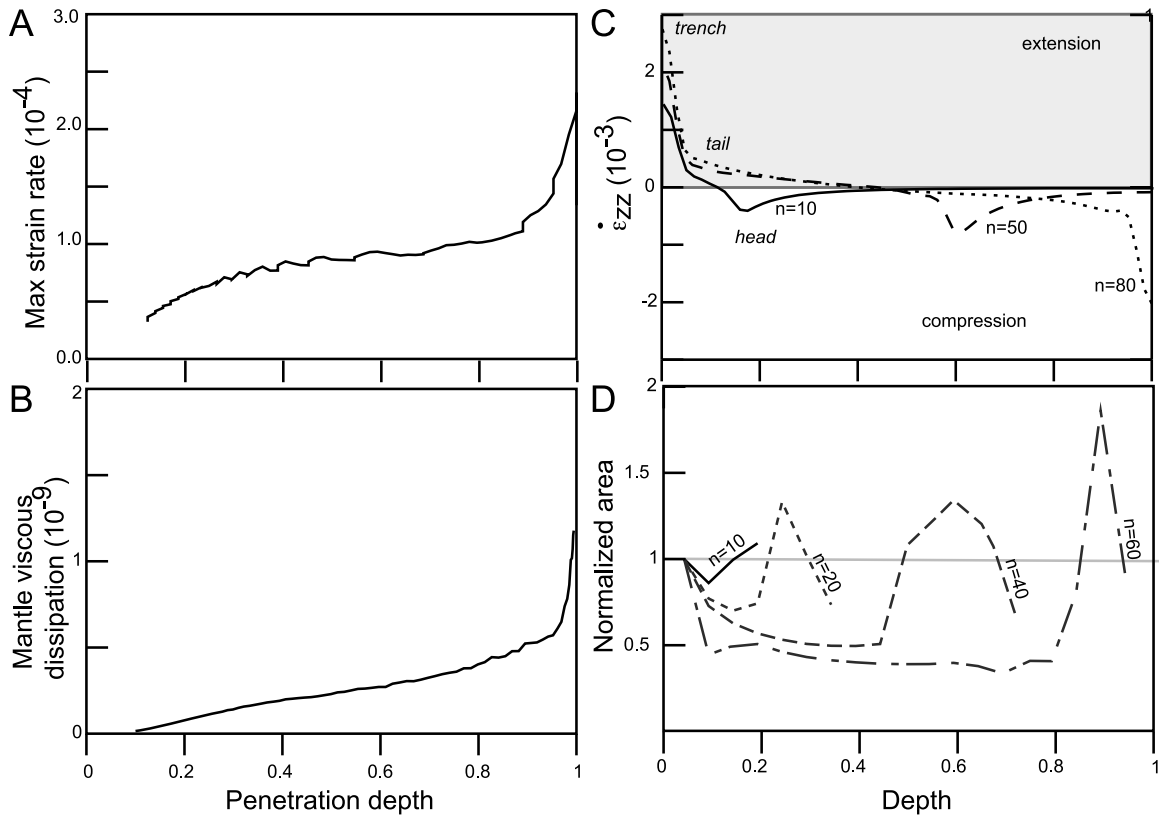 A
3.0
2.0
1.0
0.0
Max strain rate (10⁻⁴)
B
2
1
0
Mantle viscous
dissipation (10⁻⁹)
0
0.2
0.4
0.6
0.8
1
Penetration depth
C
2
0
-2
ε̇zz (10⁻³)
1
trench
extension
tail
n=10
head
n=50
n=80
compression
D
2
1.5
1
0.5
Normalized area
n=10
n=20
n=40
n=60
0
0.2
0.4
0.6
0.8
1
Depth